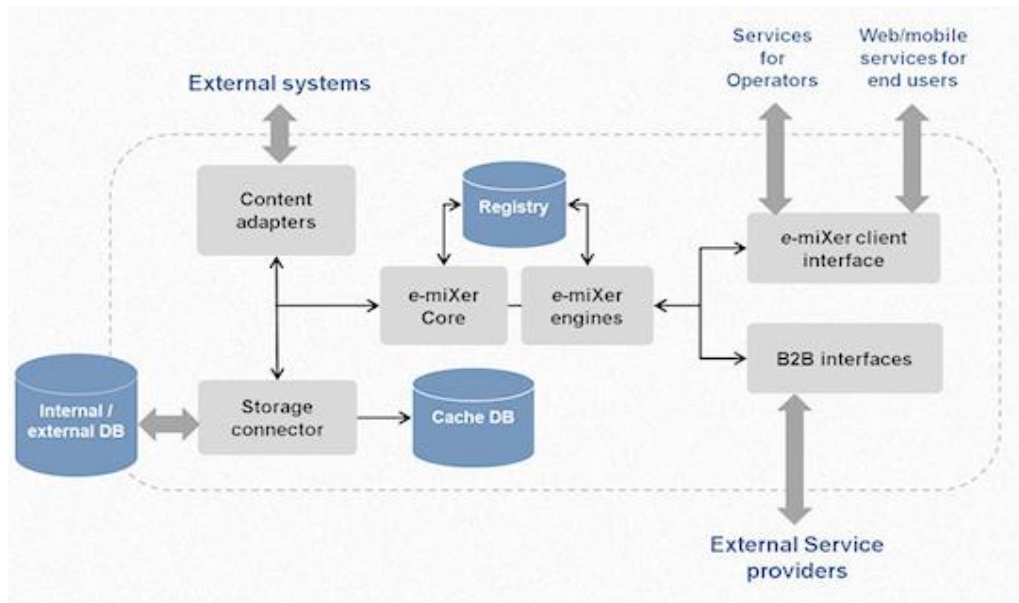 Services
for
Operators
Web/mobile
services for
end users
External systems
Content
adapters
Registry
e-miXer client
interface
e-miXer
Core
e-miXer
engines
B2B interfaces
Internal /
external DB
Storage
connector
Cache DB
External Service
providers